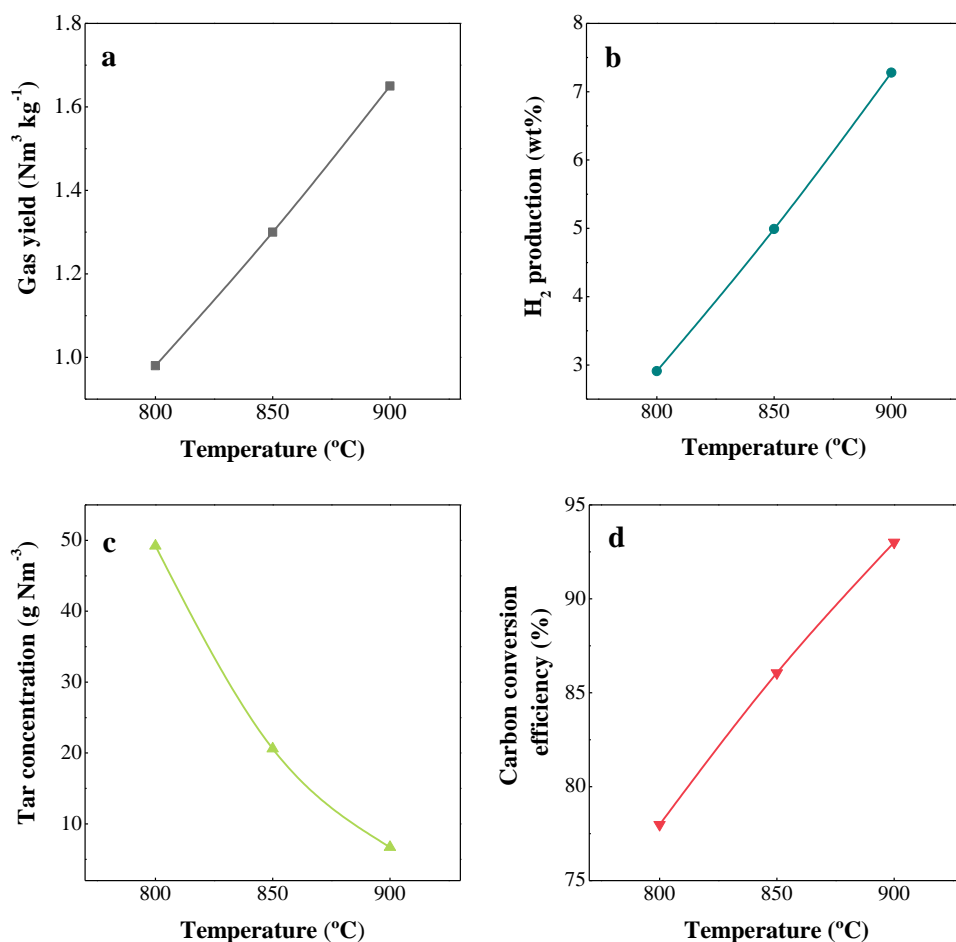 a
Gas yield (Nm³ kg⁻¹)
1.8
1.6
1.4
1.2
1.0
800 850 900
Temperature (ºC)
b
H₂ production (wt%)
8
7
6
5
4
3
800 850 900
Temperature (ºC)
c
Tar concentration (g Nm⁻³)
50
40
30
20
10
800 850 900
Temperature (ºC)
d
Carbon conversion
efficiency (%)
95
90
85
80
75
800 850 900
Temperature (ºC)